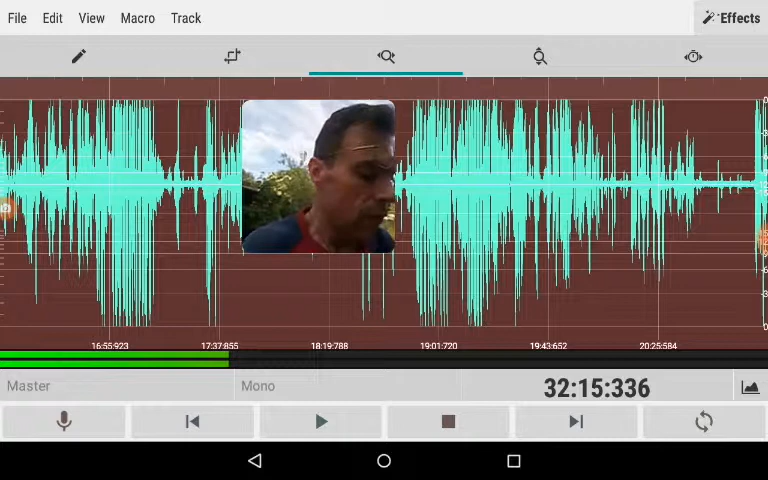 File Edit View Macro Track Effects
16:55:923 17:37:855 18:19:788 19:01:720 19:43:652 20:25:584
Master Mono 32:15:336